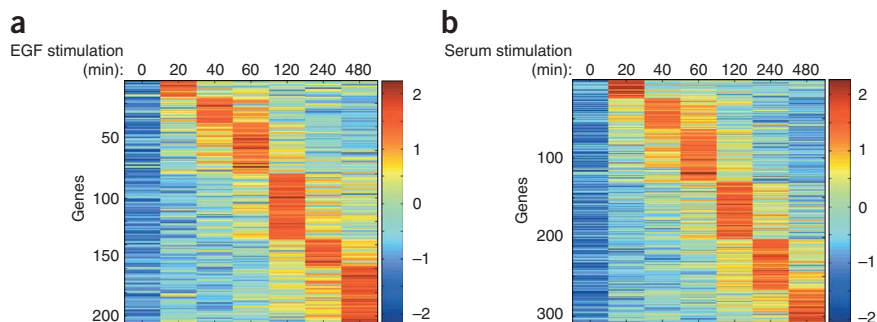 a
EGF stimulation
(min): 0 20 40 60 120 240 480
Genes
50
100
150
200
2
1
0
–1
–2
b
Serum stimulation
(min): 0 20 40 60 120 240 480
Genes
100
200
300
2
1
0
–1
–2